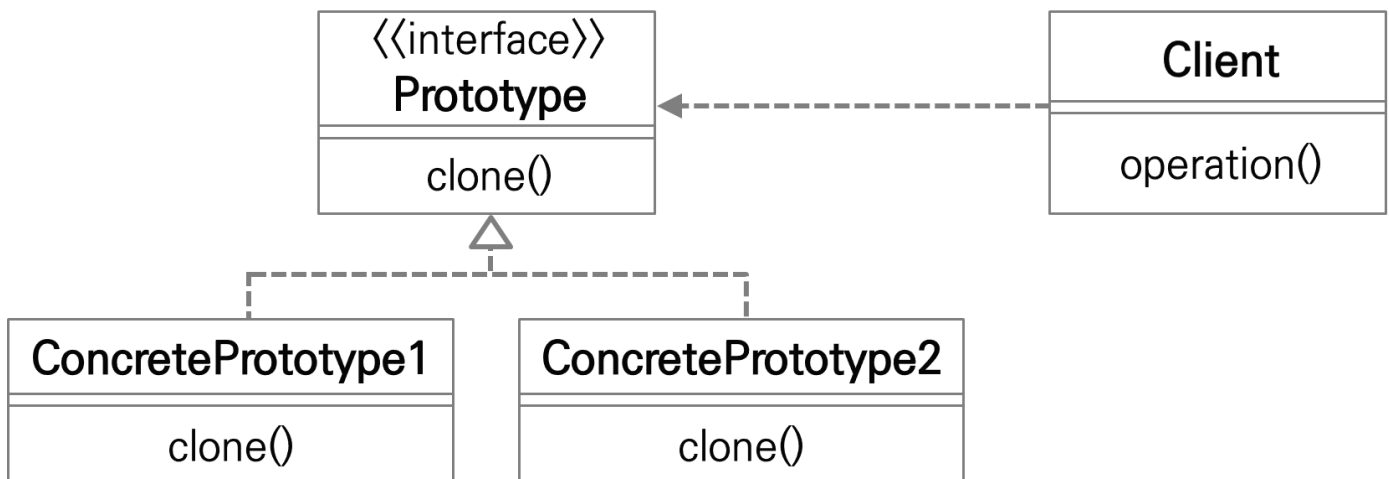 《interface》
Prototype
clone()
Client
operation()
ConcretePrototype1
clone()
ConcretePrototype2
clone()